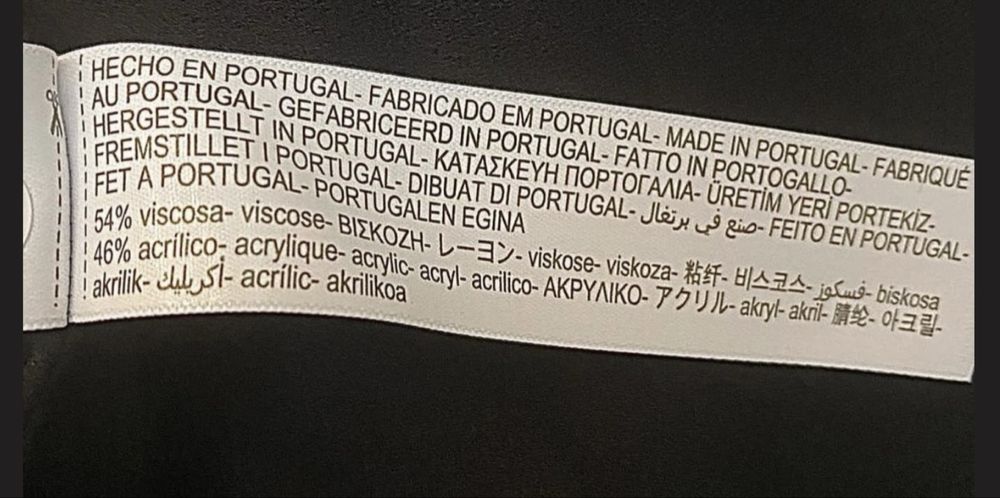 HECHO EN PORTUGAL- FABRICADO EM PORTUGAL- MADE IN PORTUGAL- FABRIQUÉ
AU PORTUGAL- GEFABRICEERD IN PORTUGAL- FATTO IN PORTOGALLO-
HERGESTELLT IN PORTUGAL- ΚΑΤΑΣΚΕΥΗ ΠΟΡΤΟΓΑΛΙΑ- ÜRETİM YERİ PORTEKİZ-
FREMSTILLET I PORTUGAL- DIBUAT DI PORTUGAL- صنع في برتغال- FEITO EN PORTUGAL-
FET A PORTUGAL- PORTUGALEN EGINA
54% viscosa- viscose- ΒΙΣΚΟΖΗ- レーヨン- viskose- viskoza- 粘纤- 비스코스- فسكوز- biskosa
46% acrílico- acrylique- acrylic- acryl- acrilico- ΑΚΡΥΛΙΚΟ- アクリル- akryl- akril- 腈纶- 아크릴-
akrilik- أكريليك- acrílic- akrilikoa